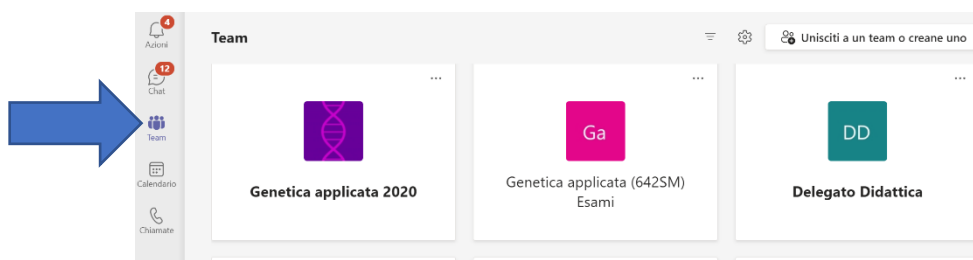 4
Azioni
Team
Unisciti a un team o creane uno
12
Chat
Team
Calendario
Chiamate
...
Genetica applicata 2020
...
Ga
Genetica applicata (642SM)
Esami
...
DD
Delegato Didattica